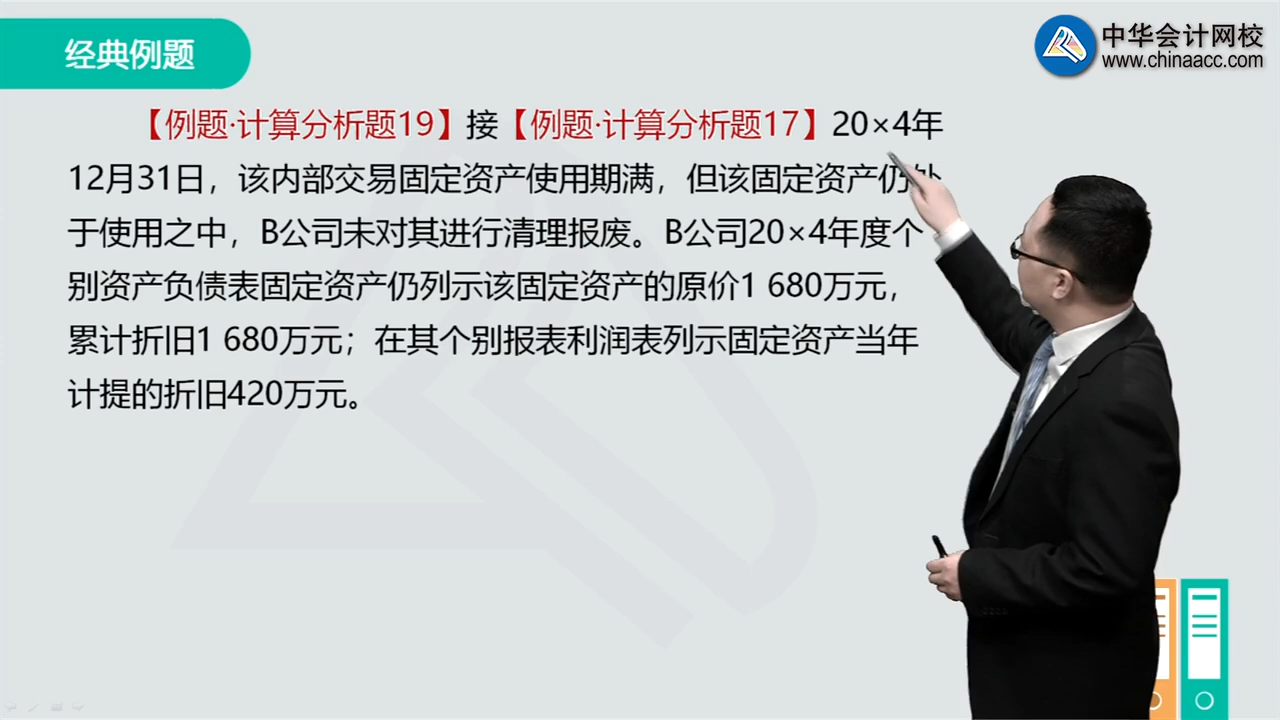 经典例题
中华会计网校
www.chinaacc.com
【例题·计算分析题19】接【例题·计算分析题17】20×4年
12月31日，该内部交易固定资产使用期满，但该固定资产仍处
于使用之中，B公司未对其进行清理报废。B公司20×4年度个
别资产负债表固定资产仍列示该固定资产的原价1 680万元，
累计折旧1 680万元；在其个别报表利润表列示固定资产当年
计提的折旧420万元。